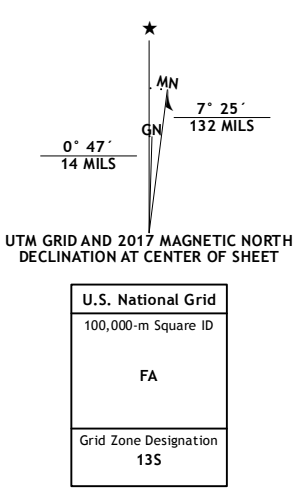 ★
MN
7° 25´
132 MILS
GN
0° 47´
14 MILS
UTM GRID AND 2017 MAGNETIC NORTH
DECLINATION AT CENTER OF SHEET
U.S. National Grid
100,000-m Square ID
FA
Grid Zone Designation
13S